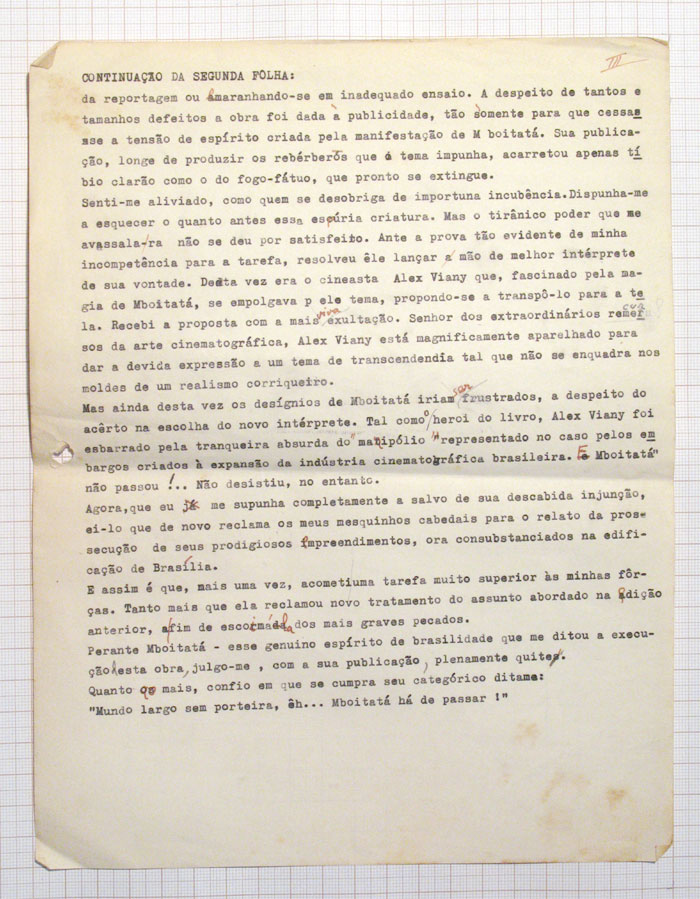 III
CONTINUAÇÃO DA SEGUNDA FÔLHA:
da reportagem ou emaranhando-se em inadequado ensaio. A despeito de tantos e
tamanhos defeitos a obra foi dada à publicidade, tão somente para que cessas
sse a tensão de espírito criada pela manifestação de M boitatá. Sua publica-
ção, longe de produzir os rebérberos que o tema impunha, acarretou apenas tí
bio clarão como o do fogo-fátuo, que pronto se extingue.
Senti-me aliviado, como quem se desobriga de importuna incubência.Dispunha-me
a esquecer o quanto antes essa espúria criatura. Mas o tirânico poder que me
avassala-ra não se deu por satisfeito. Ante a prova tão evidente de minha
incompetência para a tarefa, resolveu êle lançar a mão de melhor intérprete
de sua vontade. Desta vez era o cineasta Alex Viany que, fascinado pela ma-
gia de Mboitatá, se empolgava p ele tema, propondo-se a transpô-lo para a te
la. Recebi a proposta com a mais viva exultação. Senhor dos extraordinários remer
sos da arte cinematográfica, Alex Viany está magnificamente aparelhado para
dar a devida expressão a um tema de transcendendia tal que não se enquadra nos
moldes de um realismo corriqueiro.
Mas ainda desta vez os desígnios de Mboitatá iriam ser frustrados, a despeito do
acêrto na escolha do novo intérprete. Tal como o heroi do livro, Alex Viany foi
esbarrado pela tranqueira absurda do "manipólio" representado no caso pelos em
bargos criados à expansão da indústria cinematográfica brasileira. E Mboitatá"
não passou !.. Não desistiu, no entanto.
Agora,que eu já me supunha completamente a salvo de sua descabida injunção,
ei-lo que de novo reclama os meus mesquinhos cabedais para o relato da pros-
secução de seus prodigiosos empreendimentos, ora consubstanciados na edifi-
cação de Brasília.
E assim é que, mais uma vez, acometiuma tarefa muito superior às minhas fôr-
ças. Tanto mais que ela reclamou novo tratamento do assunto abordado na edição
anterior, afim de escoimá-la dos mais graves pecados.
Perante Mboitatá - esse genuino espírito de brasilidade que me ditou a execu-
ção desta obra, julgo-me , com a sua publicação, plenamente quite.
Quanto ao mais, confio em que se cumpra seu categórico ditame:
"Mundo largo sem porteira, êh... Mboitatá há de passar !"